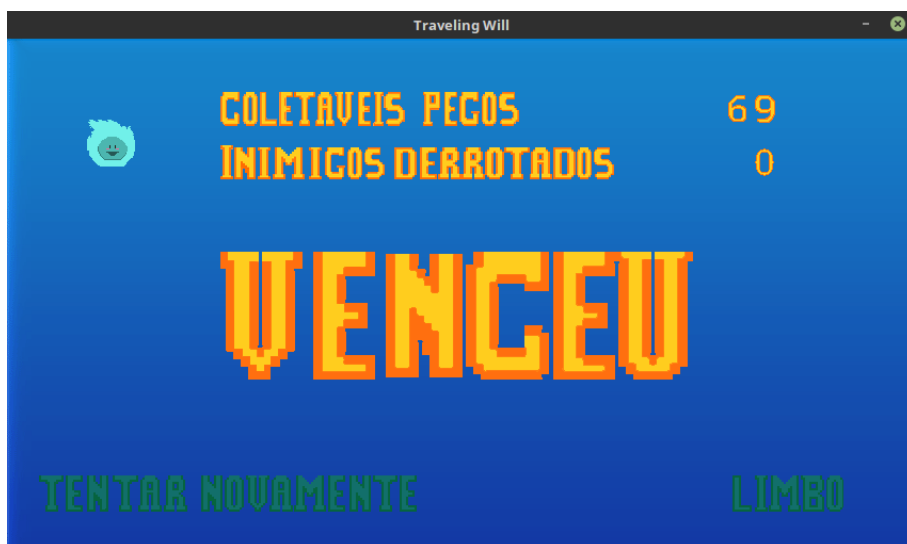 Traveling Will
COLETAVEIS PEGOS 69
INIMIGOS DERROTADOS 0
VENCEU
TENTAR NOVAMENTE LIMBO